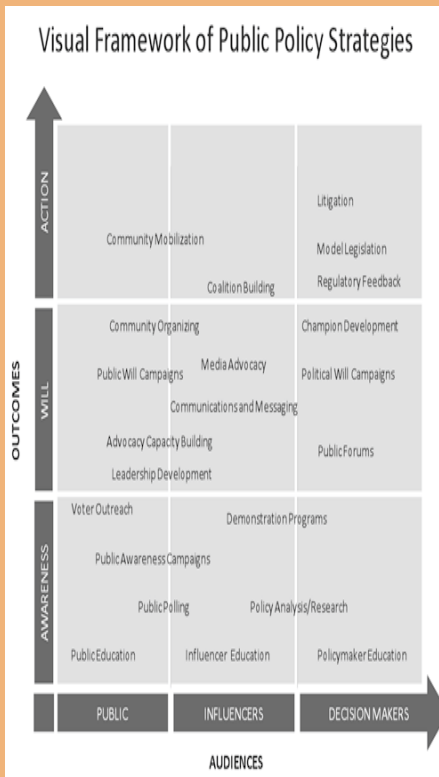 Visual Framework of Public Policy Strategies
OUTCOMES
ACTION
Litigation
Community Mobilization
Model Legislation
Regulatory Feedback
Coalition Building
WILL
Community Organizing
Champion Development
Media Advocacy
Public Will Campaigns
Political Will Campaigns
Communications and Messaging
Advocacy Capacity Building
Public Forums
Leadership Development
AWARENESS
Voter Outreach
Demonstration Programs
Public Awareness Campaigns
Public Polling
Policy Analysis/Research
Public Education
Influencer Education
Policymaker Education
PUBLIC
INFLUENCERS
DECISION MAKERS
AUDIENCES